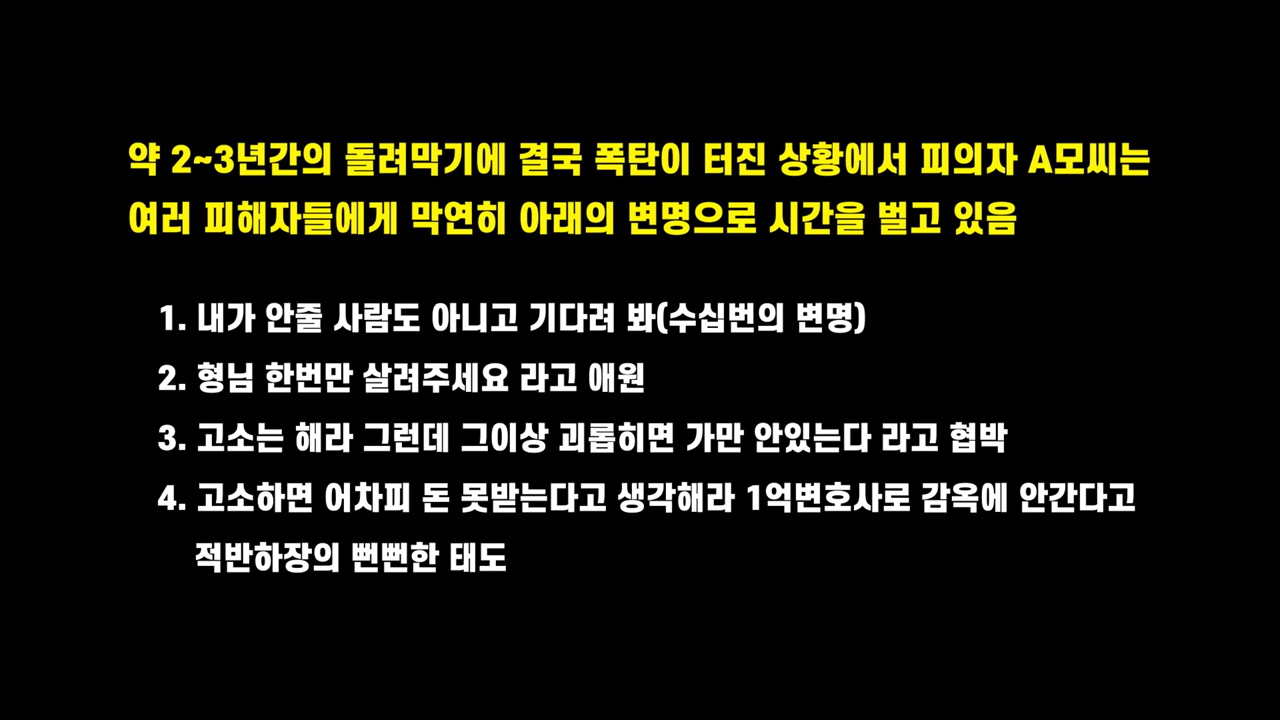 약 2~3년간의 돌려막기에 결국 폭탄이 터진 상황에서 피의자 A모씨는
여러 피해자들에게 막연히 아래의 변명으로 시간을 벌고 있음
1. 내가 안줄 사람도 아니고 기다려 봐(수십번의 변명)
2. 형님 한번만 살려주세요 라고 애원
3. 고소는 해라 그런데 그이상 괴롭히면 가만 안있는다 라고 협박
4. 고소하면 어차피 돈 못받는다고 생각해라 1억변호사로 감옥에 안간다고
적반하장의 뻔뻔한 태도